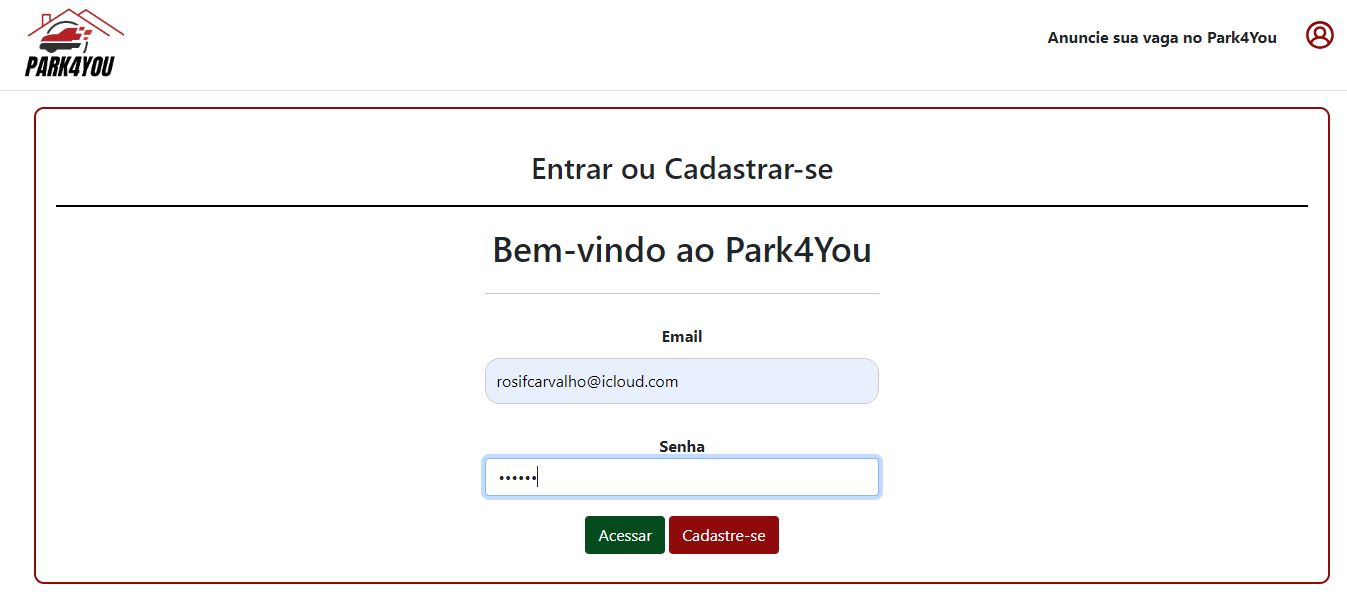 PARK4YOU
Anuncie sua vaga no Park4You
Entrar ou Cadastrar-se
Bem-vindo ao Park4You
Email
rosifcarvalho@icloud.com
Senha
••••••
Acessar Cadastre-se